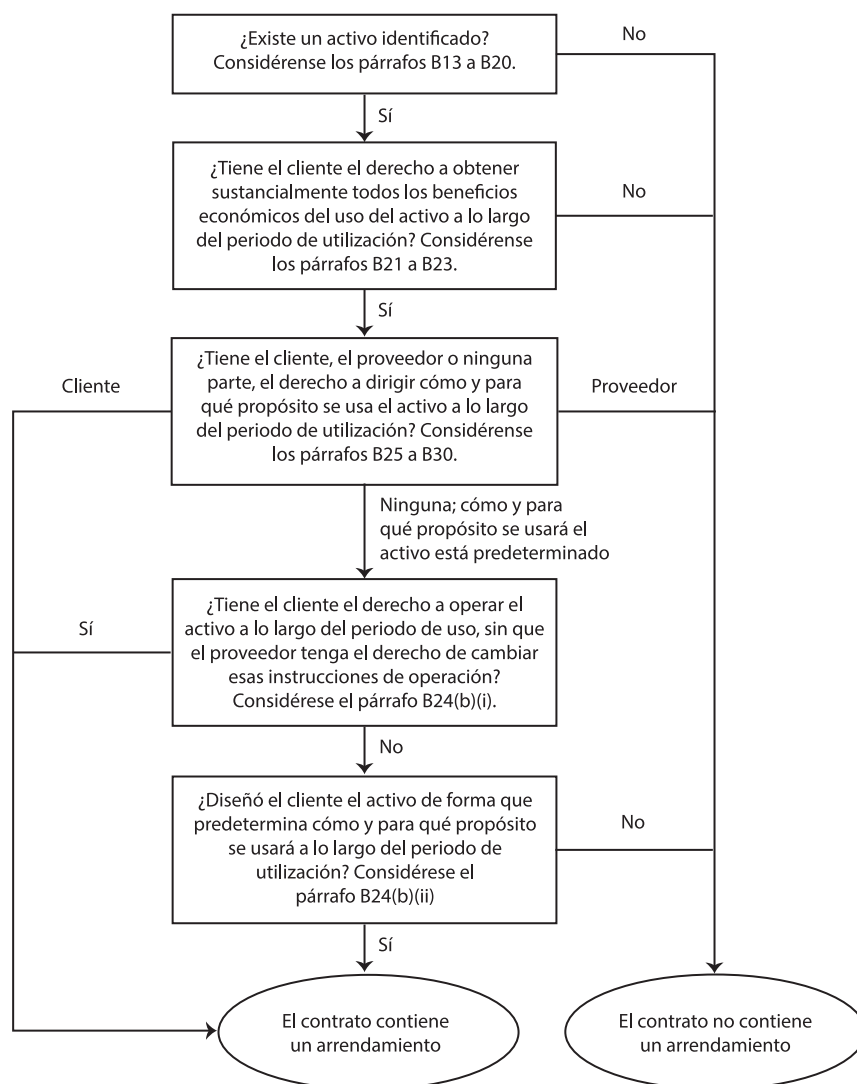 ¿Existe un activo identificado?
Considérense los párrafos B13 a B20.
No
Sí
¿Tiene el cliente el derecho a obtener
sustancialmente todos los beneficios
económicos del uso del activo a lo largo
del periodo de utilización? Considérense
los párrafos B21 a B23.
No
Sí
¿Tiene el cliente, el proveedor o ninguna
parte, el derecho a dirigir cómo y para
qué propósito se usa el activo a lo largo
del periodo de utilización? Considérense
los párrafos B25 a B30.
Cliente
Proveedor
Ninguna; cómo y para
qué propósito se usará el
activo está predeterminado
¿Tiene el cliente el derecho a operar el
activo a lo largo del periodo de uso, sin que
el proveedor tenga el derecho de cambiar
esas instrucciones de operación?
Considérese el párrafo B24(b)(i).
Sí
No
¿Diseñó el cliente el activo de forma que
predetermina cómo y para qué propósito
se usará a lo largo del periodo de
utilización? Considérese el
párrafo B24(b)(ii)
No
Sí
El contrato contiene
un arrendamiento
El contrato no contiene
un arrendamiento